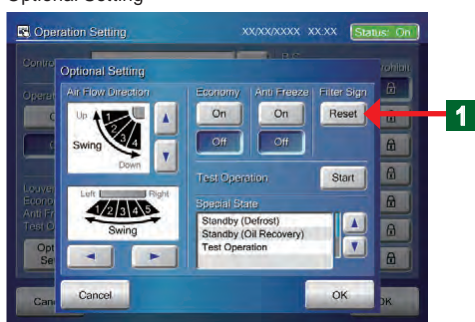 Optional Setting
Operation Setting XX/XX/XXXX XX:XX Status: On
Optional Setting
Air Flow Direction Economy Anti Freeze Filter Sign
Up On On Reset 1
1
2
3
4
Swing Off Off
Down
Test Operation Start
Left Right
1/2/3/4/5
Swing
Special State
Standby (Defrost)
Standby (Oil Recovery)
Test Operation
Cancel OK